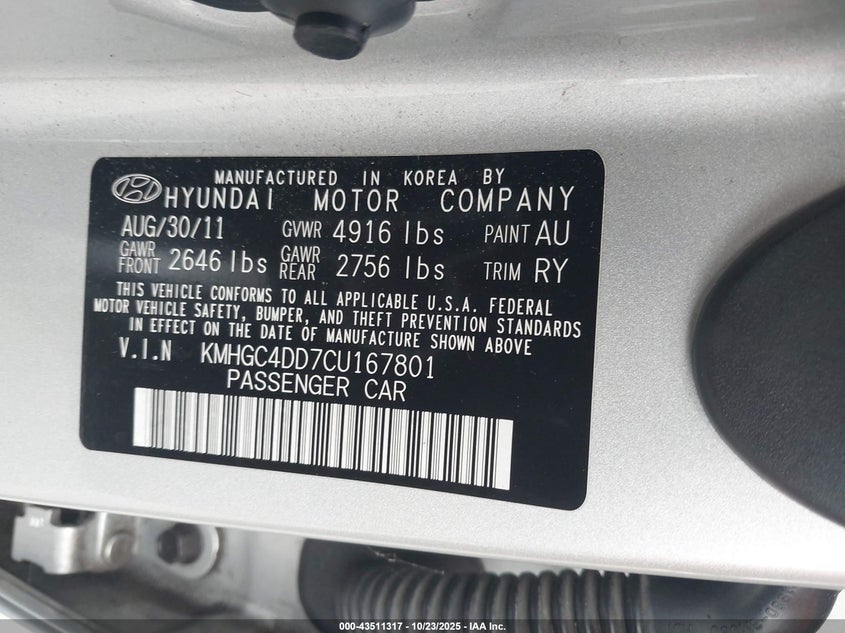 MANUFACTURED IN KOREA BY
HYUNDAI MOTOR COMPANY
AUG/30/11 GVWR 4916 lbs PAINT AU
GAWR FRONT 2646 lbs GAWR REAR 2756 lbs TRIM RY
THIS VEHICLE CONFORMS TO ALL APPLICABLE U.S.A. FEDERAL
MOTOR VEHICLE SAFETY, BUMPER, AND THEFT PREVENTION STANDARDS
IN EFFECT ON THE DATE OF MANUFACTURE SHOWN ABOVE
V.I.N KMHGC4DD7CU167801
PASSENGER CAR
000-43511317 - 10/23/2025 - IAA Inc.